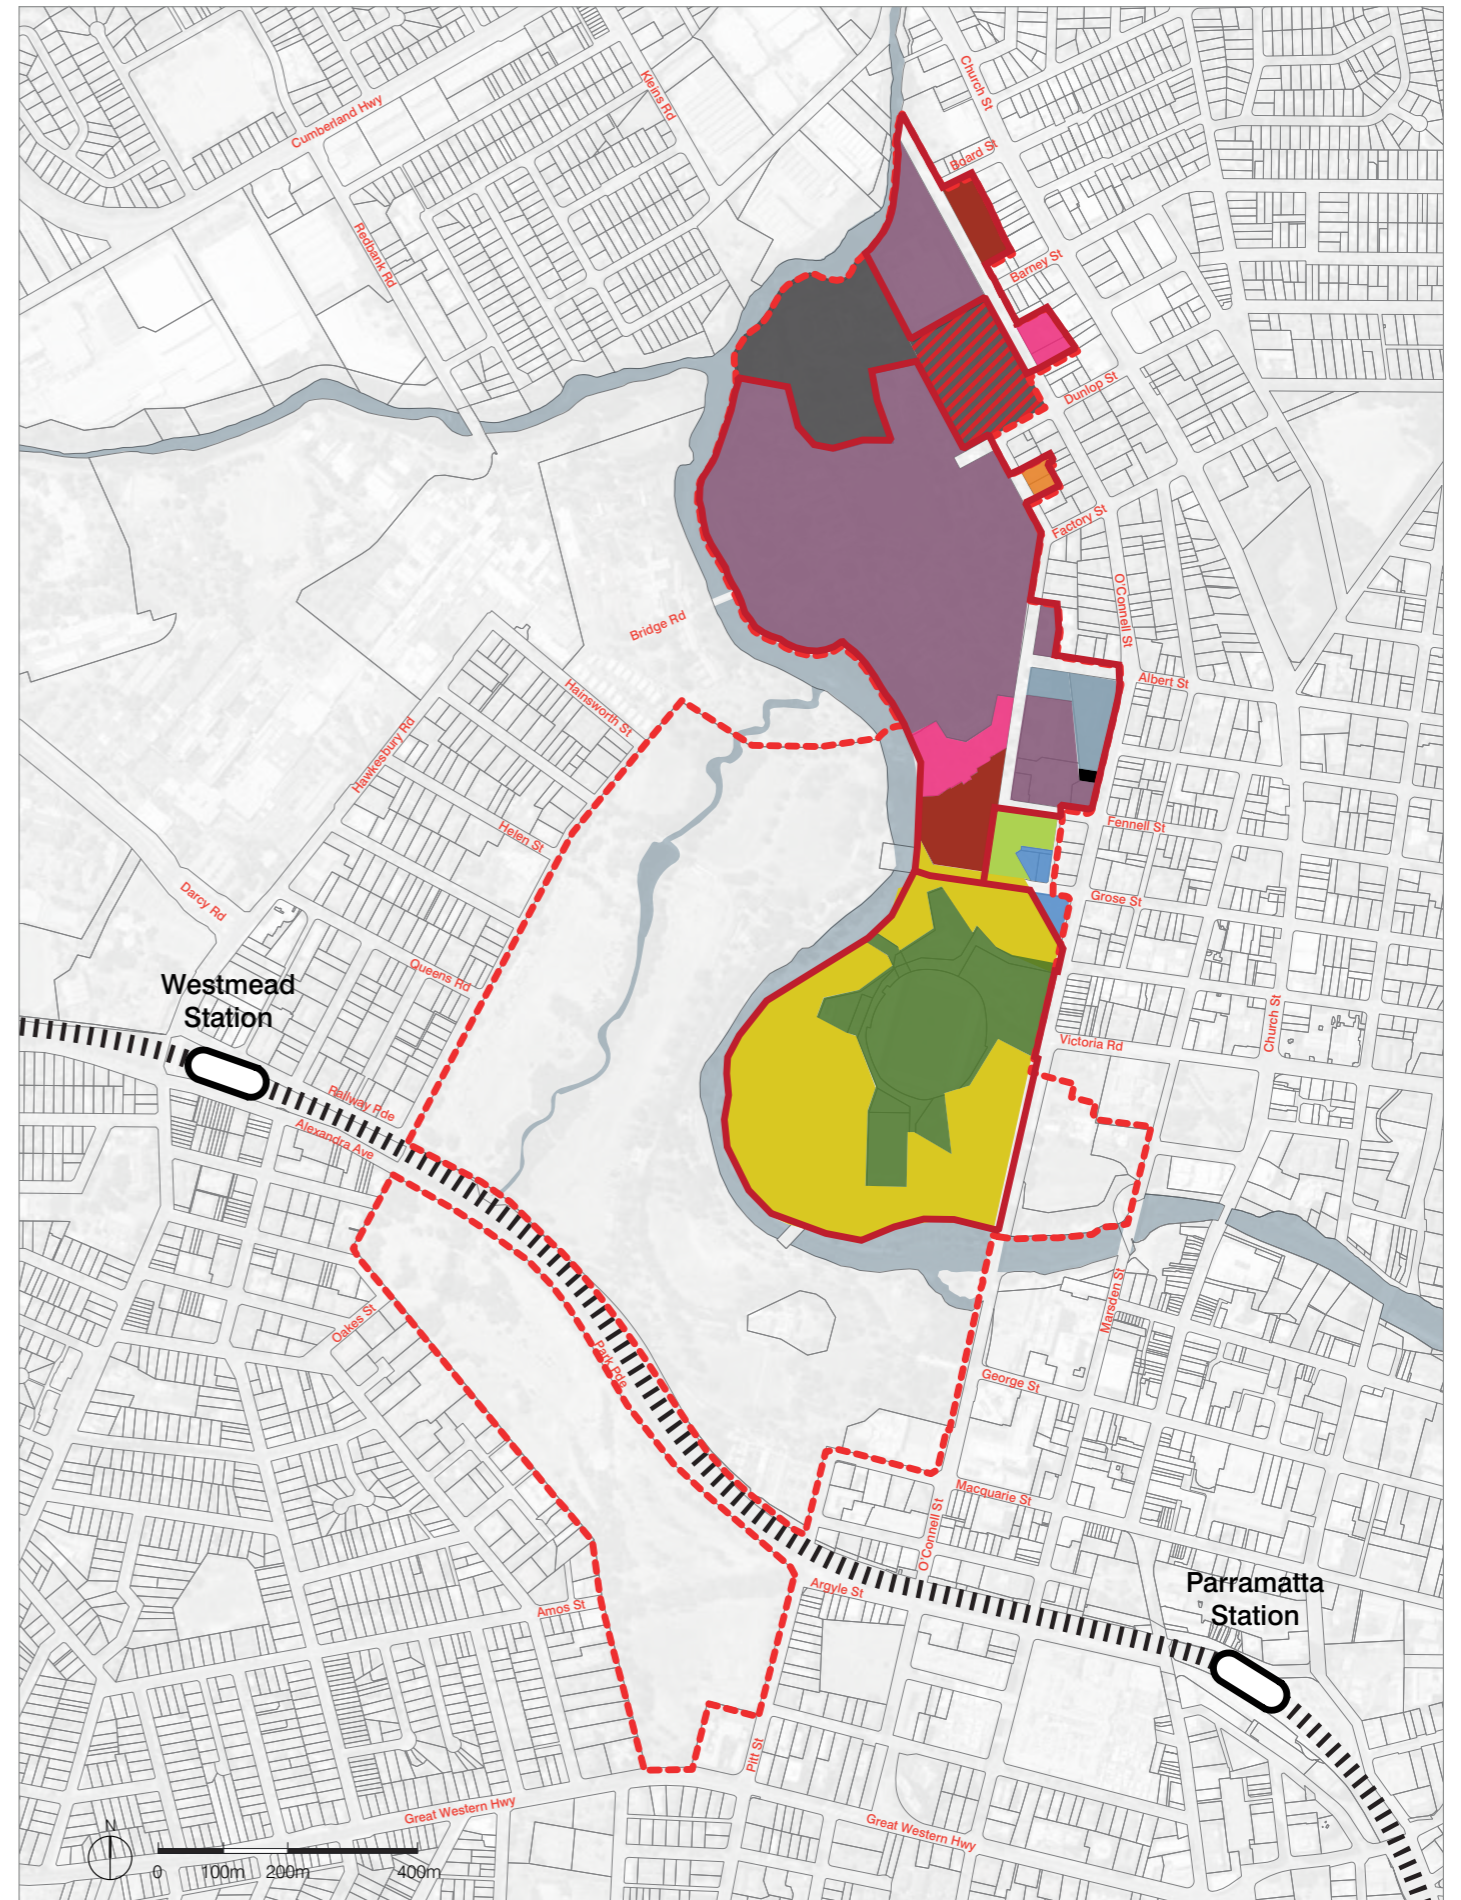 Church St
Kleins Rd
Cumberland Hwy
Board St
Redbank Rd
Barney St
Dunlop St
Factory St
O'Connell St
Bridge Rd
Albert St
Hainsworth St
Hawkesbury Rd
Helen St
Fennell St
Darcy Rd
Grose St
Queens Rd
Westmead
Station
Church St
Victoria Rd
Railway Pde
Alexandra Ave
Marsden St
Oakes St
Park Pde
George St
Macquarie St
O'Connell St
Argyle St
Parramatta
Station
Amos St
Pitt St
Great Western Hwy
Great Western Hwy
N
0 100m 200m 400m